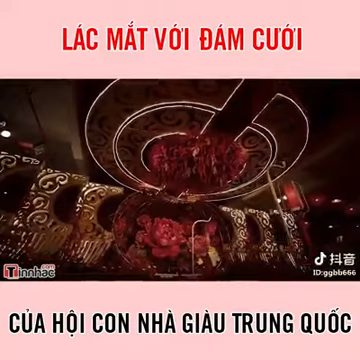 LÁC MẮT VỚI ĐÁM CƯỚI
抖音
ID:ggbb666
Tinnhac.com
CỦA HỘI CON NHÀ GIÀU TRUNG QUỐC